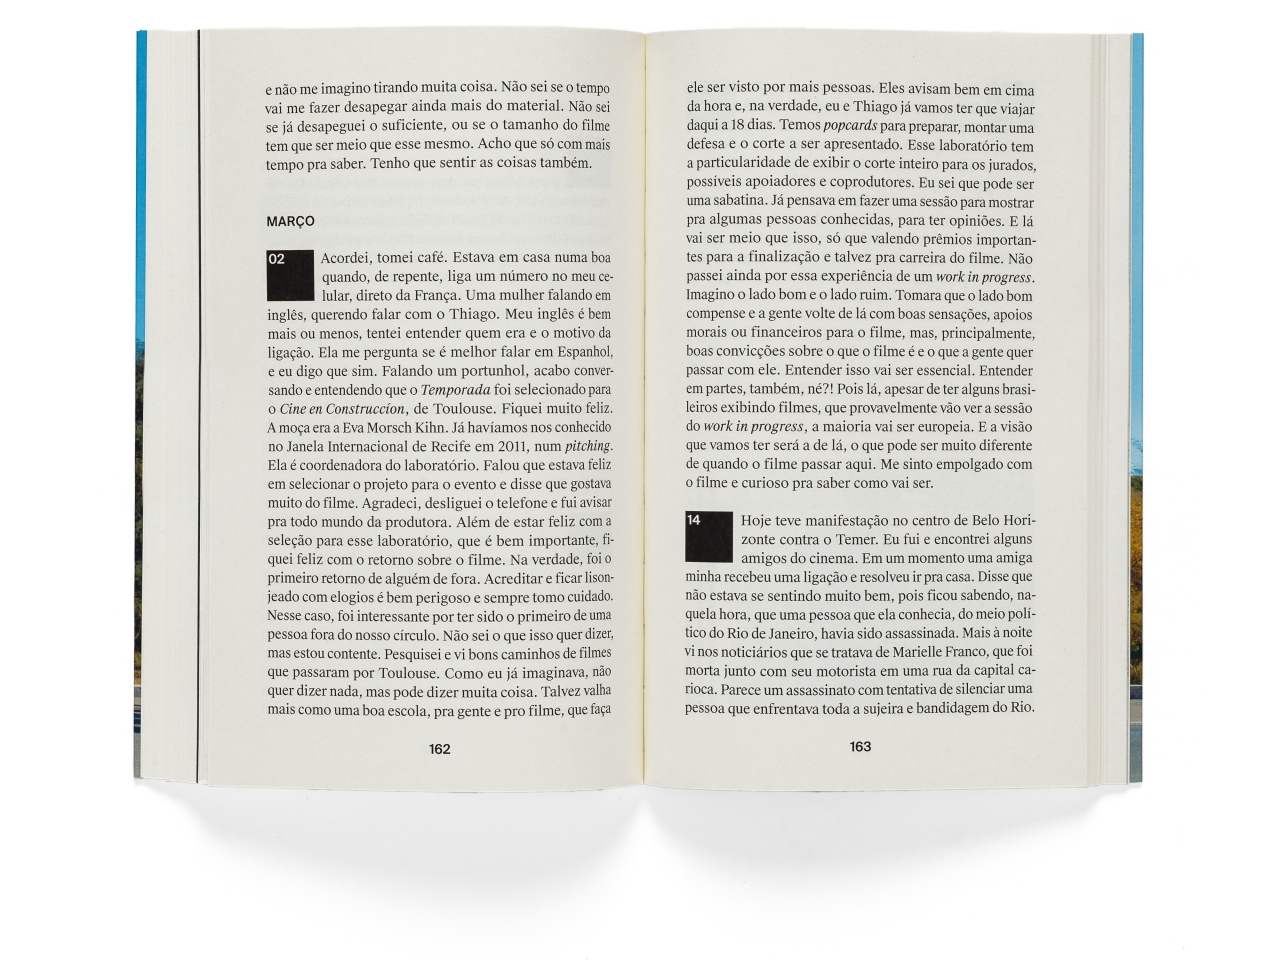 e não me imagino tirando muita coisa. Não sei se o tempo
vai me fazer desapegar ainda mais do material. Não sei
se já desapeguei o suficiente, ou se o tamanho do filme
tem que ser meio que esse mesmo. Acho que só com mais
tempo pra saber. Tenho que sentir as coisas também.
MARÇO
02
Acordei, tomei café. Estava em casa numa boa
quando, de repente, liga um número no meu ce-
lular, direto da França. Uma mulher falando em
inglês, querendo falar com o Thiago. Meu inglês é bem
mais ou menos, tentei entender quem era e o motivo da
ligação. Ela me pergunta se é melhor falar em Espanhol,
e eu digo que sim. Falando um portunhol, acabo conver-
sando e entendendo que o Temporada foi selecionado para
o Cine en Construccíon, de Toulouse. Fiquei muito feliz.
A moça era a Eva Morsch Kihn. Já havíamos nos conhecido
no Janela Internacional de Recife em 2011, num pitching.
Ela é coordenadora do laboratório. Falou que estava feliz
em selecionar o projeto para o evento e disse que gostava
muito do filme. Agradeci, desliguei o telefone e fui avisar
pra todo mundo da produtora. Além de estar feliz com a
seleção para esse laboratório, que é bem importante, fi-
quei feliz com o retorno sobre o filme. Na verdade, foi o
primeiro retorno de alguém de fora. Acreditar e ficar lison-
jeado com elogios é bem perigoso e sempre tomo cuidado.
Nesse caso, foi interessante por ter sido o primeiro de uma
pessoa fora do nosso círculo. Não sei o que isso quer dizer,
mas estou contente. Pesquisei e vi bons caminhos de filmes
que passaram por Toulouse. Como eu já imaginava, não
quer dizer nada, mas pode dizer muita coisa. Talvez valha
mais como uma boa escola, pra gente e pro filme, que faça
162
ele ser visto por mais pessoas. Eles avisam bem em cima
da hora e, na verdade, eu e Thiago já vamos ter que viajar
daqui a 18 dias. Temos popcards para preparar, montar uma
defesa e o corte a ser apresentado. Esse laboratório tem
a particularidade de exibir o corte inteiro para os jurados,
possíveis apoiadores e coprodutores. Eu sei que pode ser
uma sabatina. Já pensava em fazer uma sessão para mostrar
pra algumas pessoas conhecidas, para ter opiniões. E lá
vai ser meio que isso, só que valendo prêmios importan-
tes para a finalização e talvez pra carreira do filme. Não
passei ainda por essa experiência de um work in progress.
Imagino o lado bom e o lado ruim. Tomara que o lado bom
compense e a gente volte de lá com boas sensações, apoios
morais ou financeiros para o filme, mas, principalmente,
boas convicções sobre o que o filme é e o que a gente quer
passar com ele. Entender isso vai ser essencial. Entender
em partes, também, né?! Pois lá, apesar de ter alguns brasi-
leiros exibindo filmes, que provavelmente vão ver a sessão
do work in progress, a maioria vai ser europeia. E a visão
que vamos ter será a de lá, o que pode ser muito diferente
de quando o filme passar aqui. Me sinto empolgado com
o filme e curioso pra saber como vai ser.
14
Hoje teve manifestação no centro de Belo Hori-
zonte contra o Temer. Eu fui e encontrei alguns
amigos do cinema. Em um momento uma amiga
minha recebeu uma ligação e resolveu ir pra casa. Disse que
não estava se sentindo muito bem, pois ficou sabendo, na-
quela hora, que uma pessoa que ela conhecia, do meio polí-
tico do Rio de Janeiro, havia sido assassinada. Mais à noite
vi nos noticiários que se tratava de Marielle Franco, que foi
morta junto com seu motorista em uma rua da capital ca-
rioca. Parece um assassinato com tentativa de silenciar uma
pessoa que enfrentava toda a sujeira e bandidagem do Rio.
163